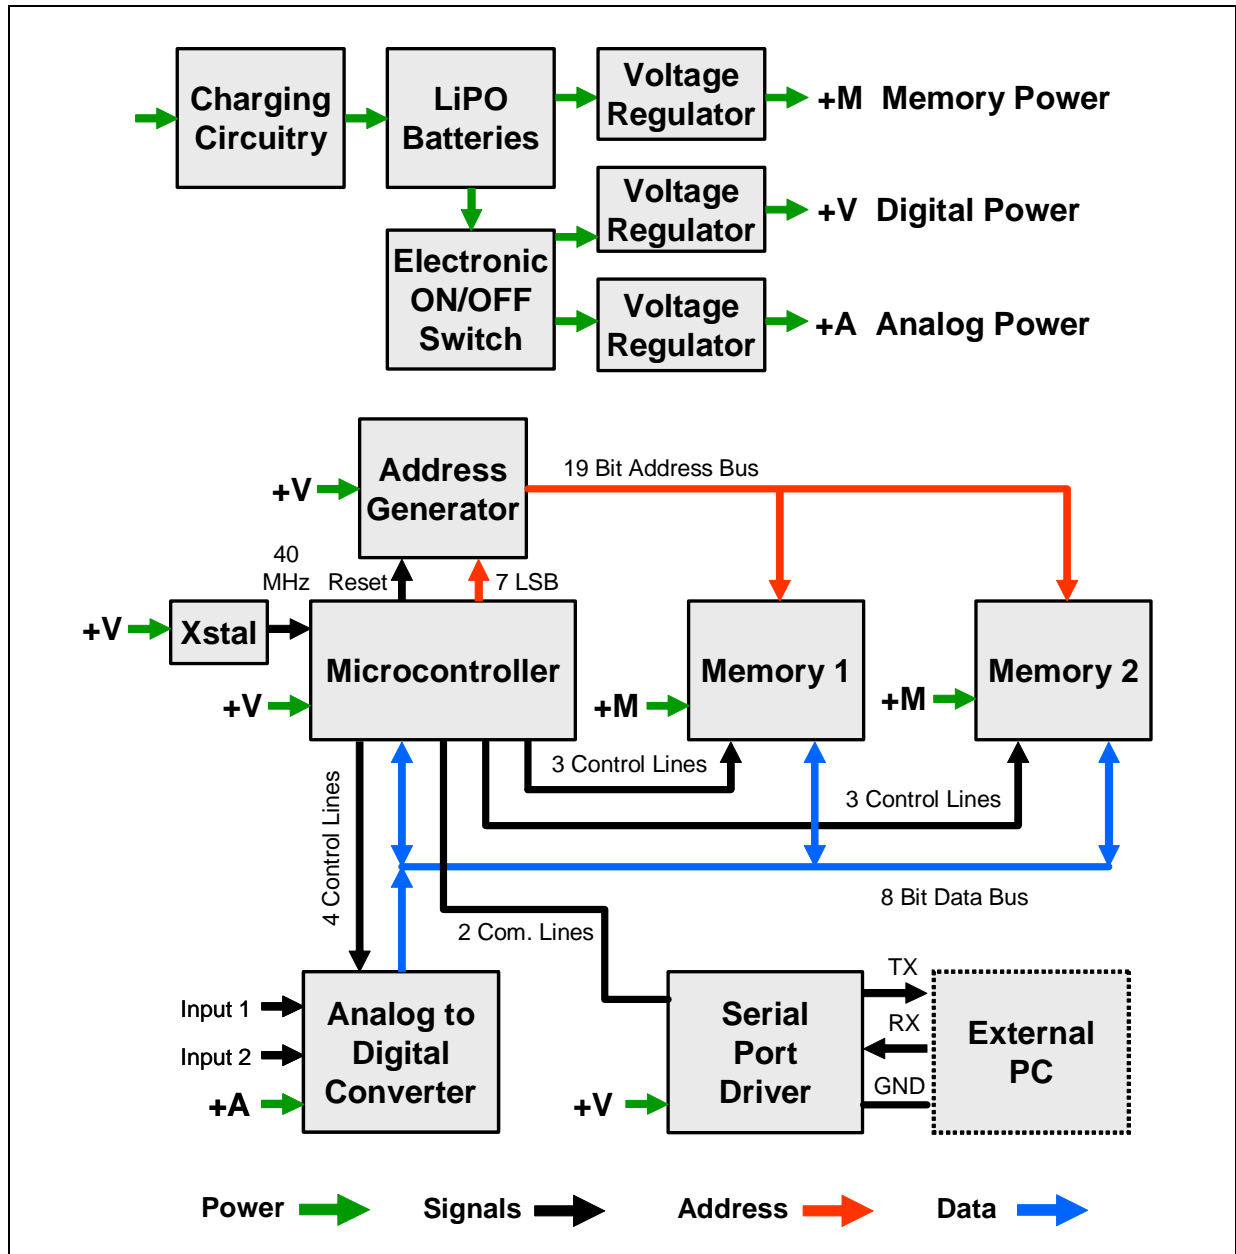 Charging
Circuitry
LiPO
Batteries
Voltage
Regulator
+M Memory Power
Voltage
Regulator
+V Digital Power
Electronic
ON/OFF
Switch
Voltage
Regulator
+A Analog Power
Address
Generator
+V
19 Bit Address Bus
40
MHz
Reset
7 LSB
+V
Xstal
Microcontroller
+V
Memory 1
+M
Memory 2
+M
3 Control Lines
3 Control Lines
4 Control Lines
8 Bit Data Bus
2 Com. Lines
Input 1
Input 2
+A
Analog to
Digital
Converter
+V
Serial
Port
Driver
TX
RX
GND
External
PC
Power
Signals
Address
Data